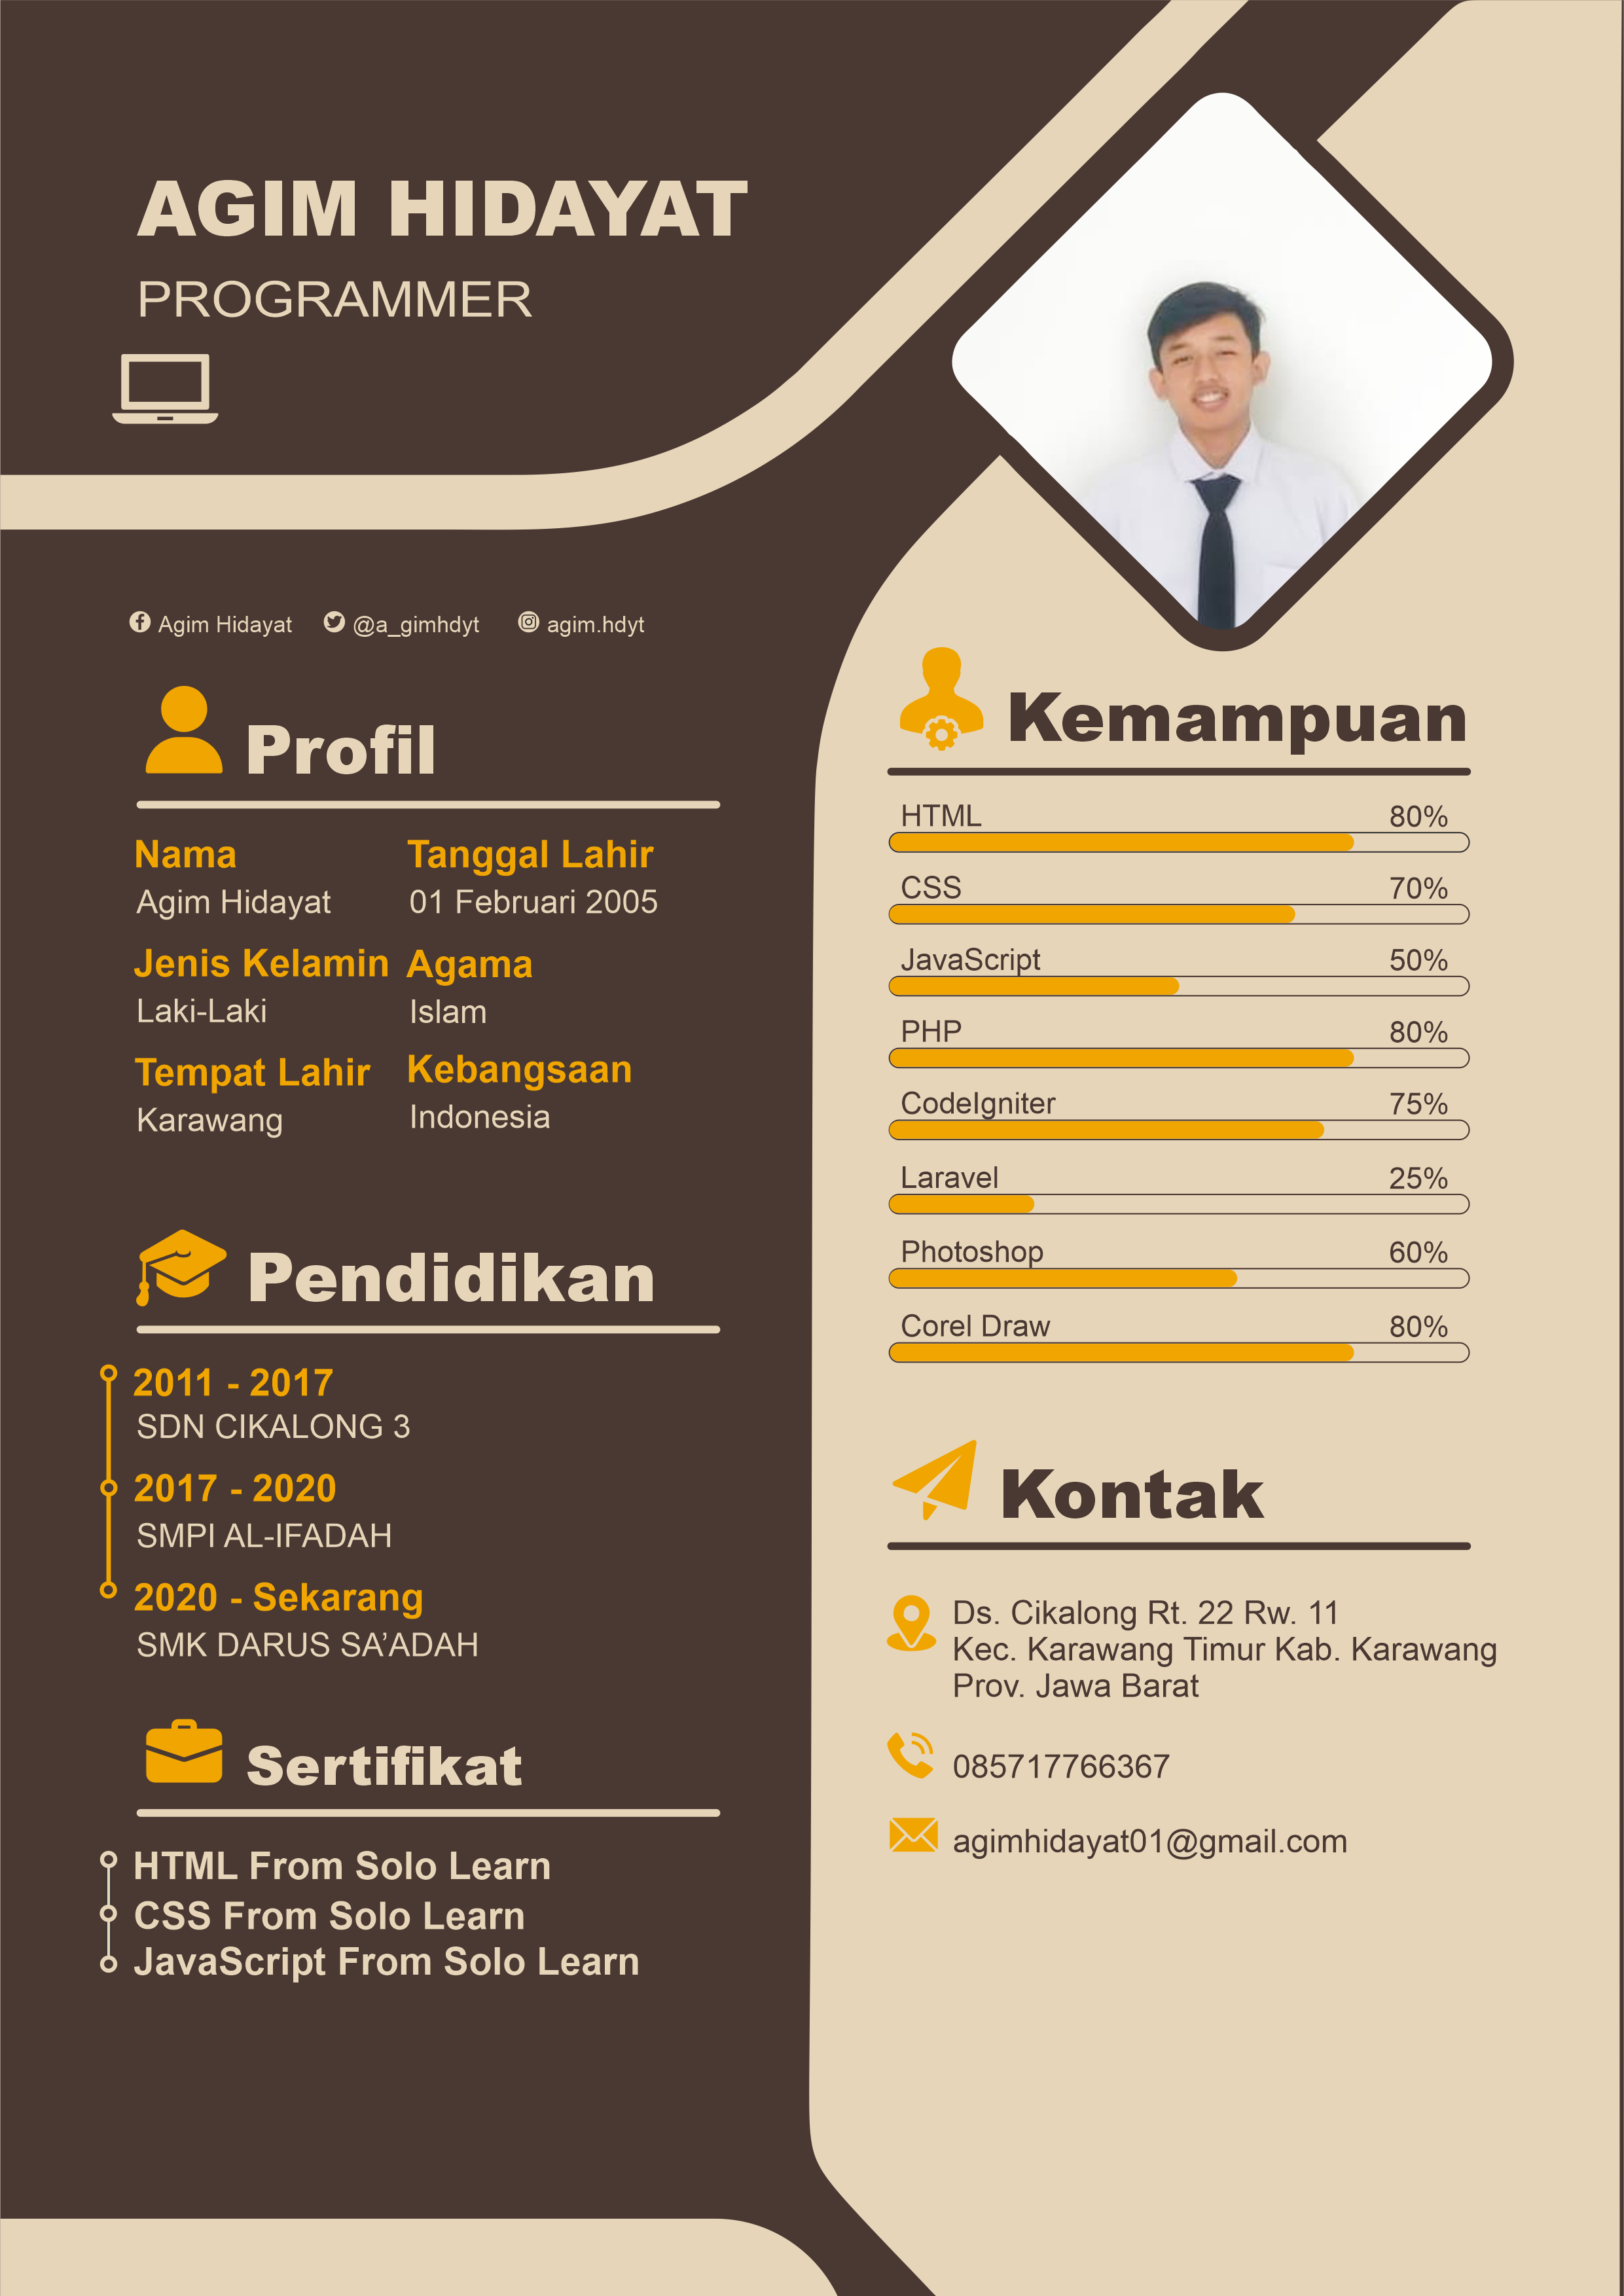 AGIM HIDAYAT
PROGRAMMER
Agim Hidayat @a_gimhdyt agim.hdyt
Profil
Nama Tanggal Lahir
Agim Hidayat 01 Februari 2005
Jenis Kelamin Agama
Laki-Laki Islam
Tempat Lahir Kebangsaan
Karawang Indonesia
Pendidikan
2011 - 2017
SDN CIKALONG 3
2017 - 2020
SMPI AL-IFADAH
2020 - Sekarang
SMK DARUS SA’ADAH
Sertifikat
HTML From Solo Learn
CSS From Solo Learn
JavaScript From Solo Learn
Kemampuan
HTML 80%
CSS 70%
JavaScript 50%
PHP 80%
CodeIgniter 75%
Laravel 25%
Photoshop 60%
Corel Draw 80%
Kontak
Ds. Cikalong Rt. 22 Rw. 11
Kec. Karawang Timur Kab. Karawang
Prov. Jawa Barat
085717766367
agimhidayat01@gmail.com